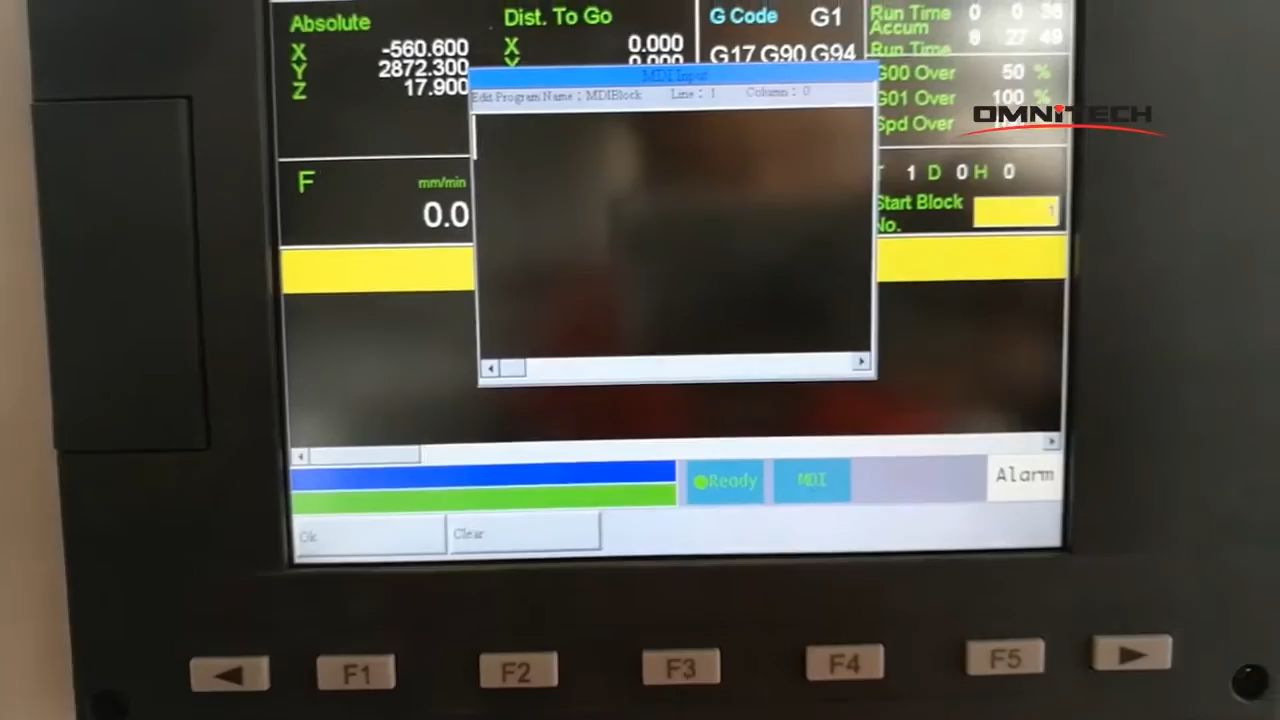 Absolute
Dist. To Go
G Code G1
Run Time 0 0 36
X -560.600
X 0.000
G17 G90 G94
Accum
Run Time 8 27 49
Y 2872.300
Y 0.000
Z 17.900
MDI Input
G00 Over 50 %
Edit Program Name : MDIBlock Line : 1 Column : 0
G01 Over 100 %
OMNITECH
Spd Over
F mm/min
0.0
T 1 D 0 H 0
Start Block
No. 1
Ready
MDI
Alarm
Ok
Clear
F1
F2
F3
F4
F5